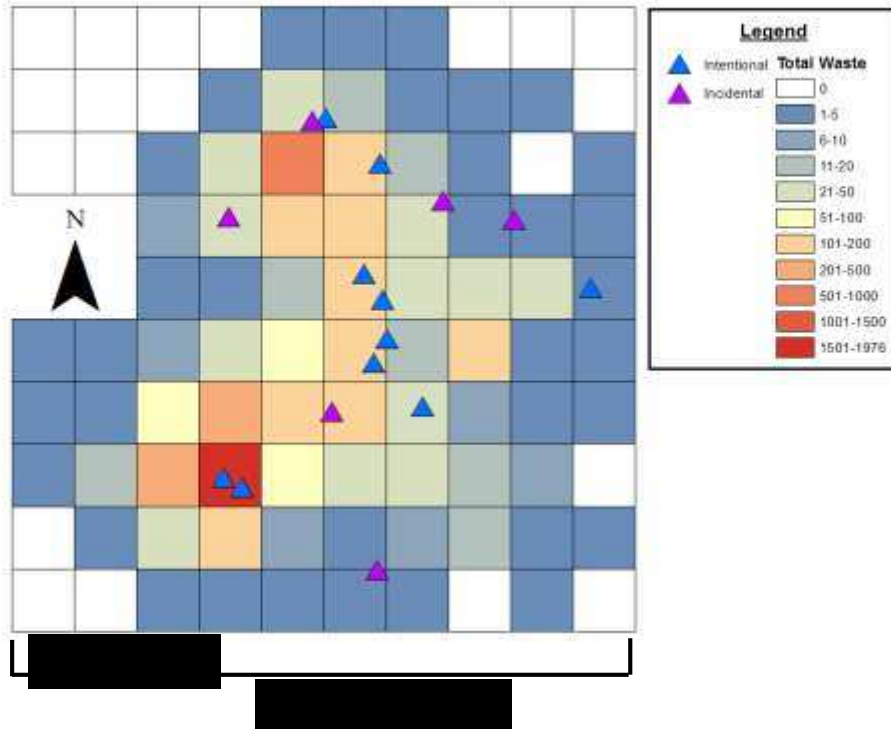 Legend
Intentional
Incidental
Total Waste
0
1-5
6-10
11-20
21-50
51-100
101-200
201-500
501-1000
1001-1500
1501-1976
N